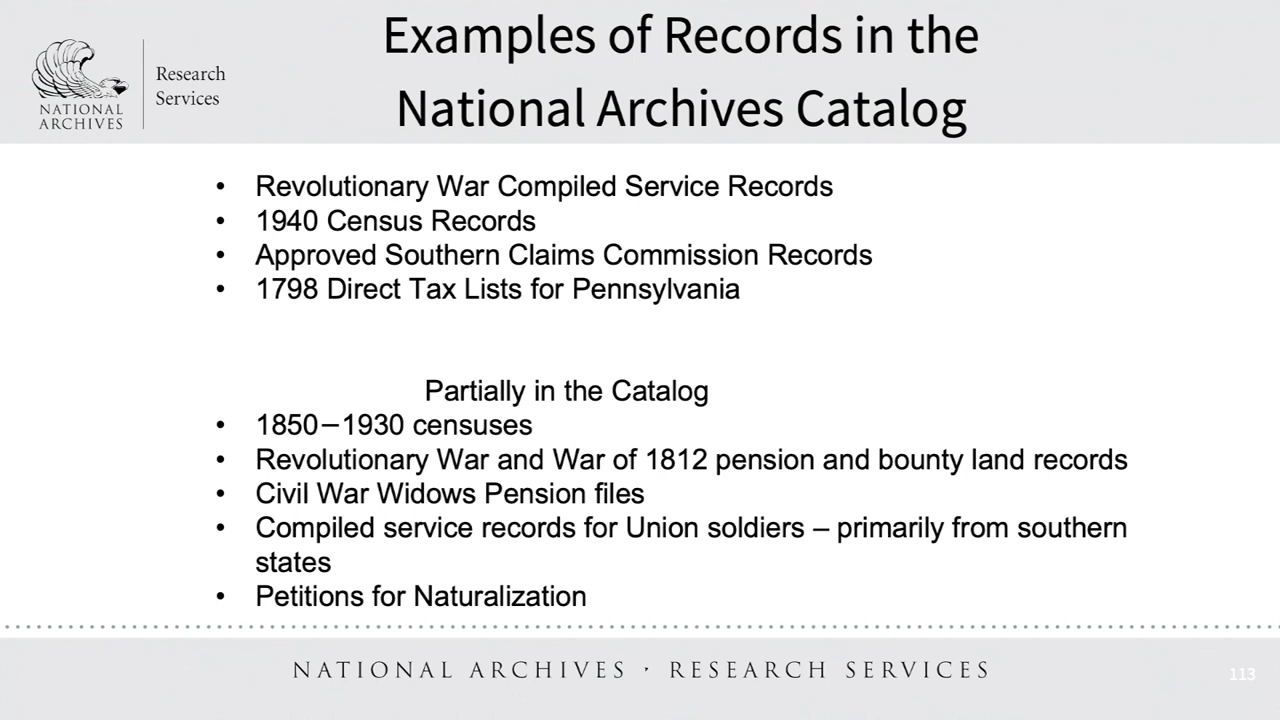 Examples of Records in the
National Archives Catalog
NATIONAL
ARCHIVES
Research
Services
• Revolutionary War Compiled Service Records
• 1940 Census Records
• Approved Southern Claims Commission Records
• 1798 Direct Tax Lists for Pennsylvania
Partially in the Catalog
• 1850–1930 censuses
• Revolutionary War and War of 1812 pension and bounty land records
• Civil War Widows Pension files
• Compiled service records for Union soldiers – primarily from southern
states
• Petitions for Naturalization
NATIONAL ARCHIVES · RESEARCH SERVICES
113